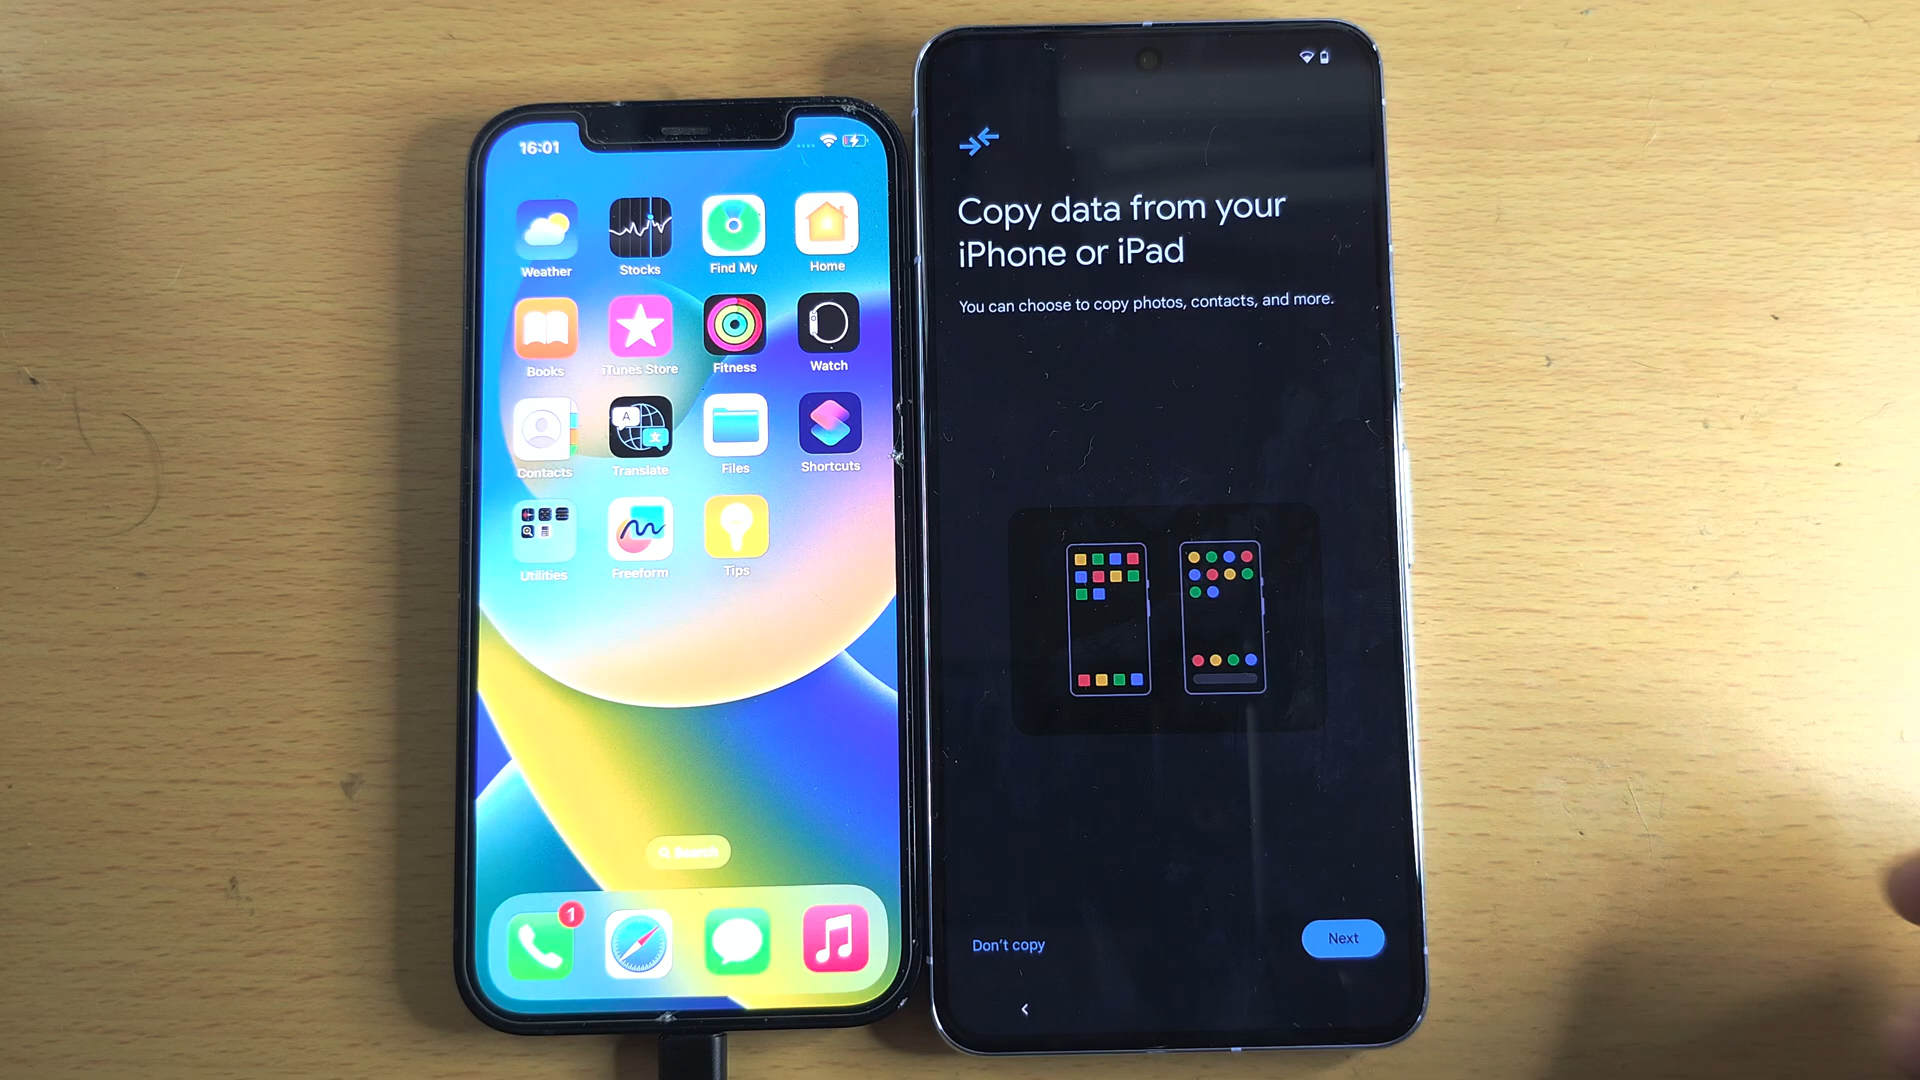 16:01
Weather
Stocks
Find My
Home
Books
iTunes Store
Fitness
Watch
Contacts
Translate
Files
Shortcuts
Utilities
Freeform
Tips
Search
1
Copy data from your
iPhone or iPad
You can choose to copy photos, contacts, and more.
Don't copy
Next